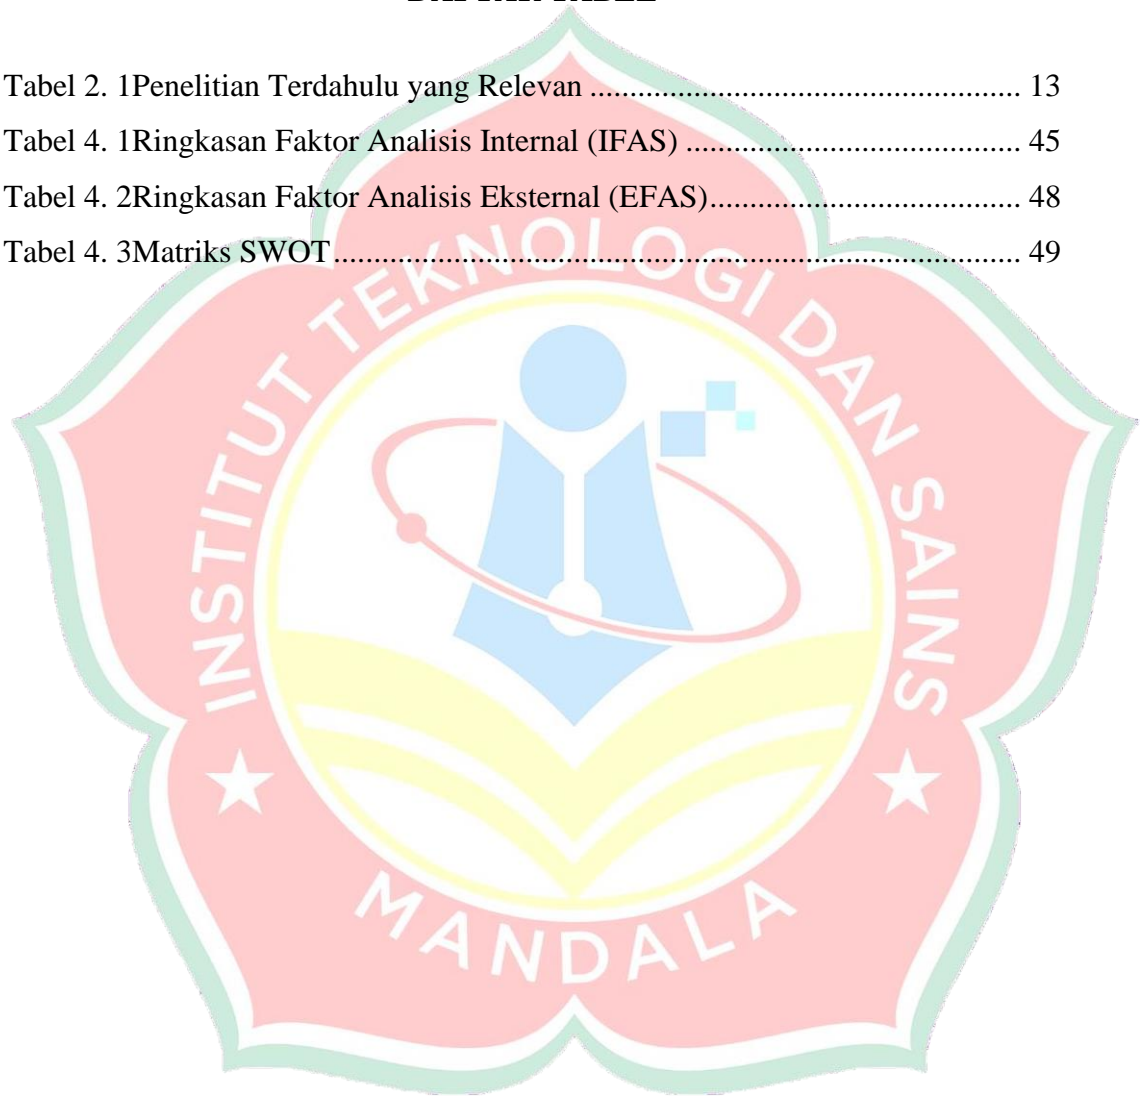 DAFTAR TABEL
Tabel 2. 1Penelitian Terdahulu yang Relevan ...................................................... 13
Tabel 4. 1Ringkasan Faktor Analisis Internal (IFAS) .......................................... 45
Tabel 4. 2Ringkasan Faktor Analisis Eksternal (EFAS)....................................... 48
Tabel 4. 3Matriks SWOT...................................................................................... 49
INSTITUT TEKNOLOGI DAN SAINS
MANDALA